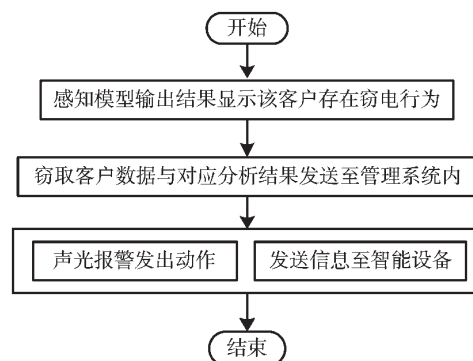 开始
感知模型输出结果显示该客户存在窃电行为
窃取客户数据与对应分析结果发送至管理系统内
声光报警发出动作
发送信息至智能设备
结束